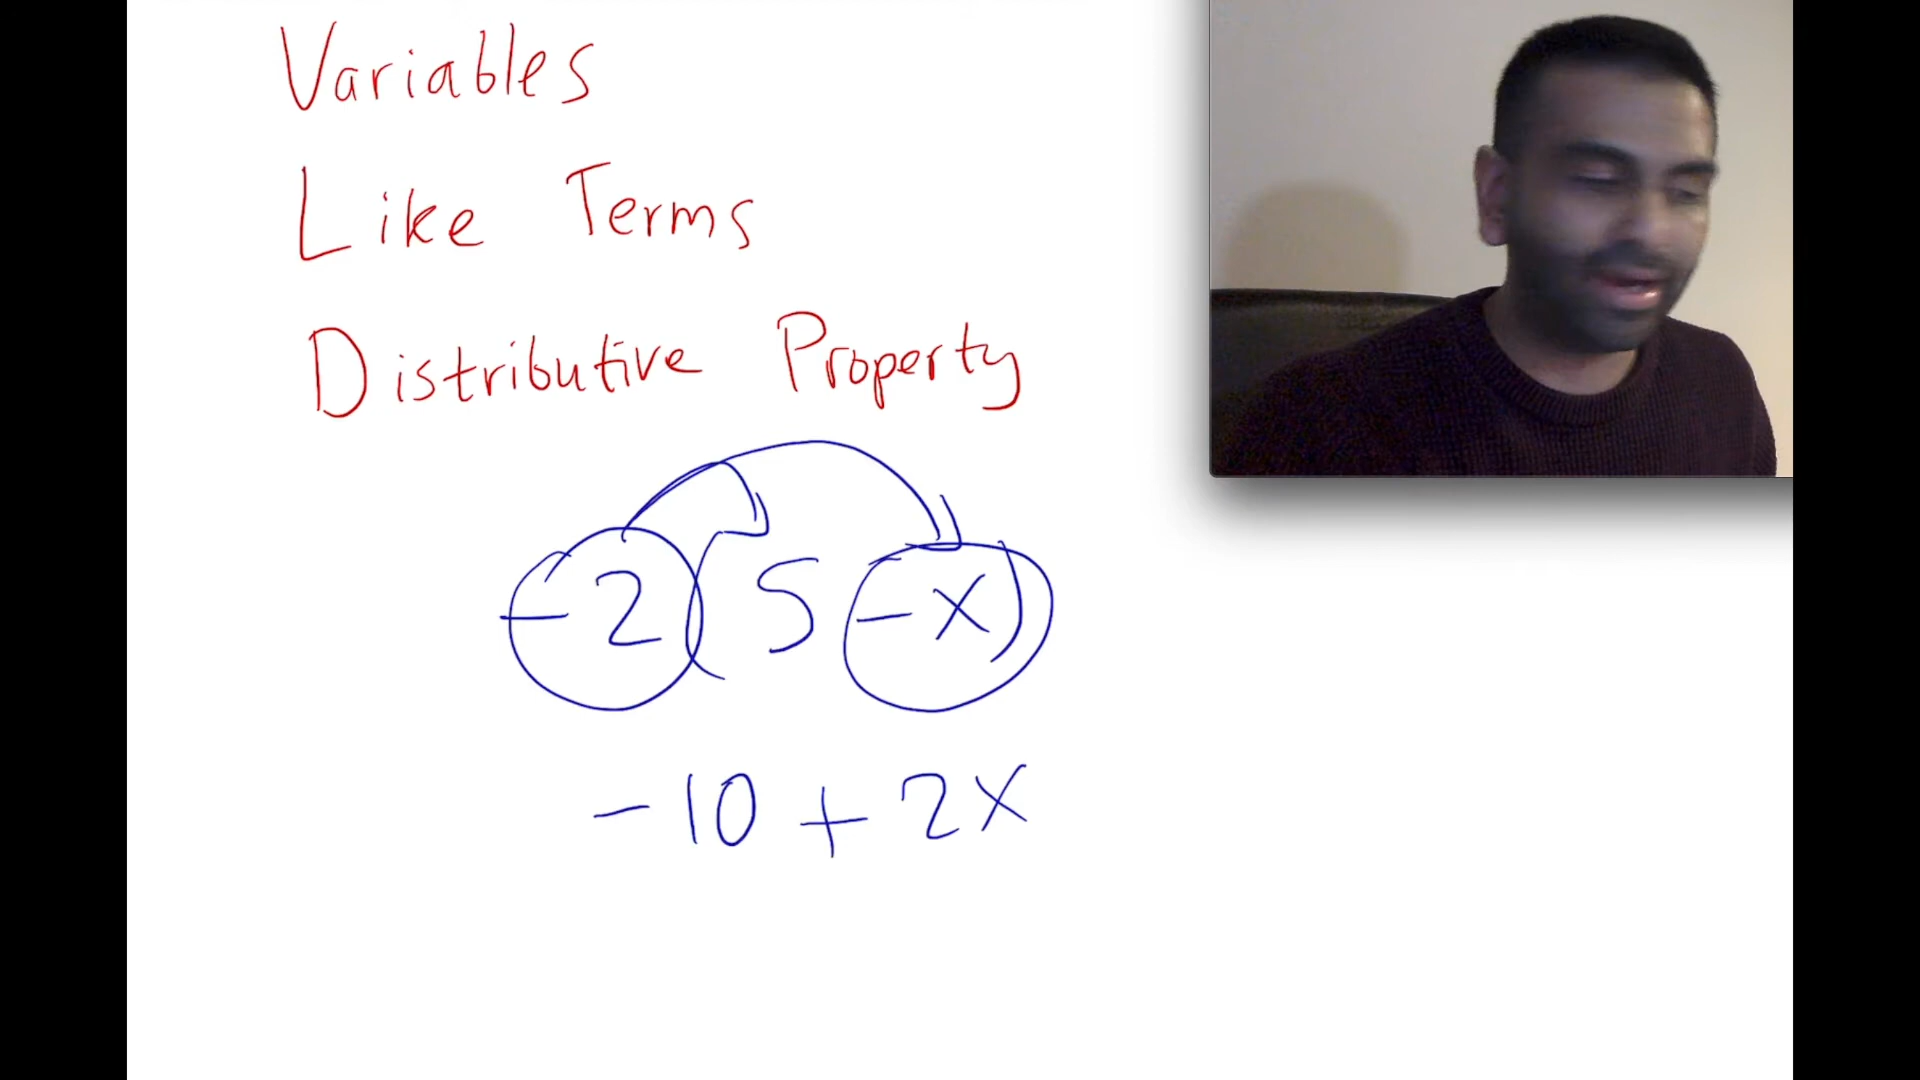 Variables
Like Terms
Distributive Property
-2(5-x)
-10+2x